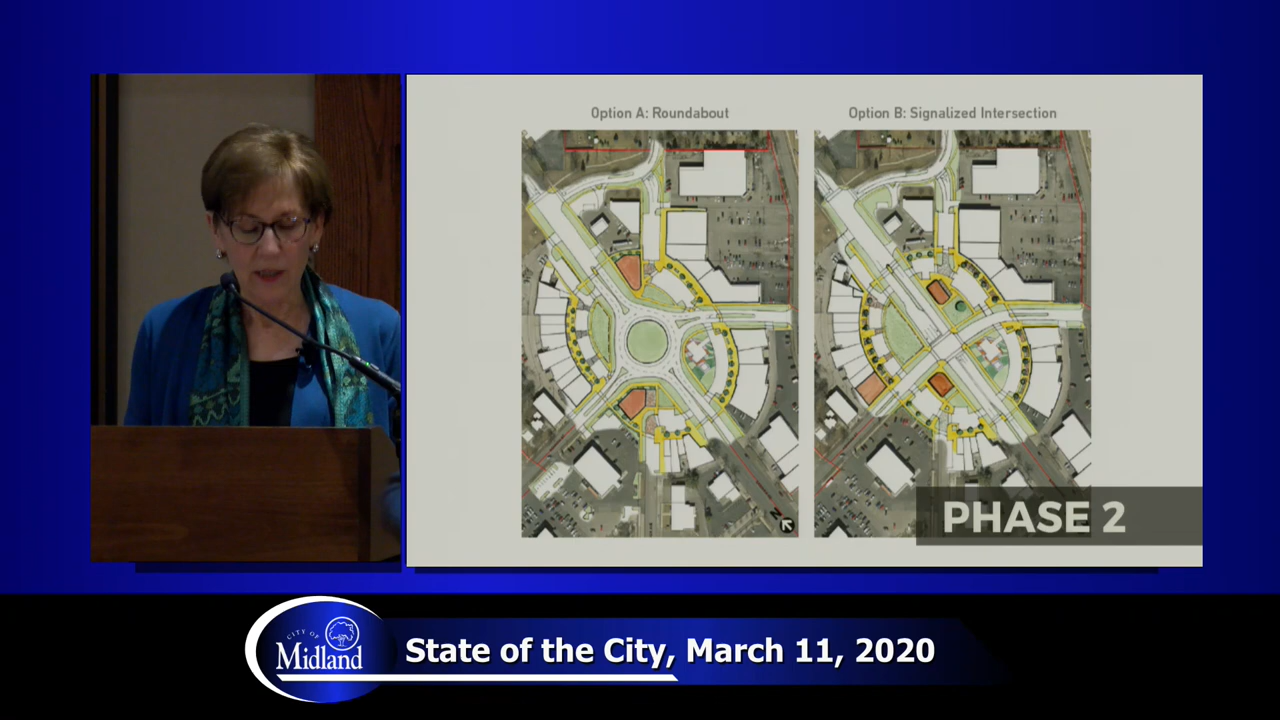 Option A: Roundabout
Option B: Signalized Intersection
N
PHASE 2
CITY OF
Midland
State of the City, March 11, 2020